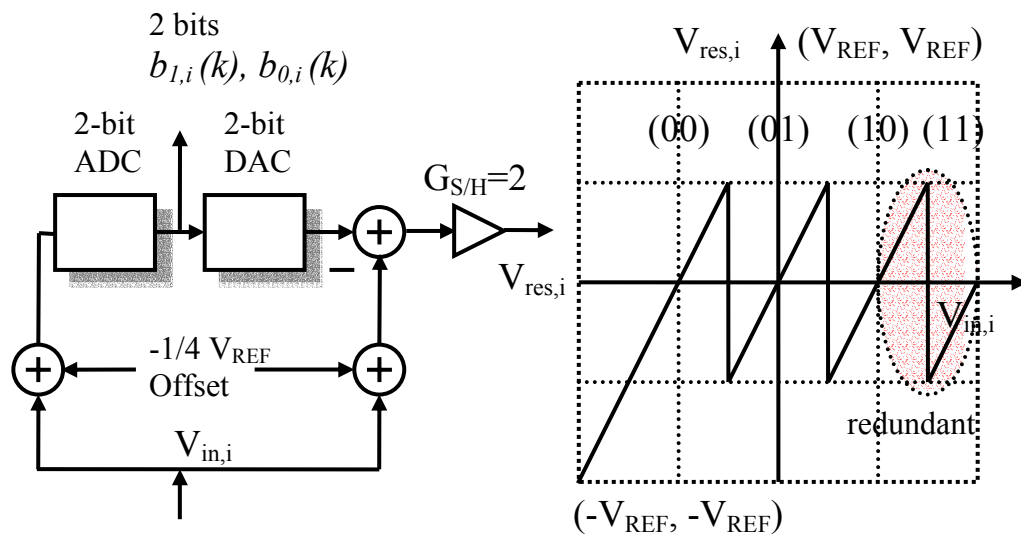 2 bits
b1,i(k), b0,i(k)
2-bit
ADC
2-bit
DAC
GS/H=2
+
−
Vres,i
+
-1/4 VREF
Offset
+
Vin,i
Vres,i
(VREF, VREF)
(00)
(01)
(10)
(11)
Vin,i
redundant
(-VREF, -VREF)